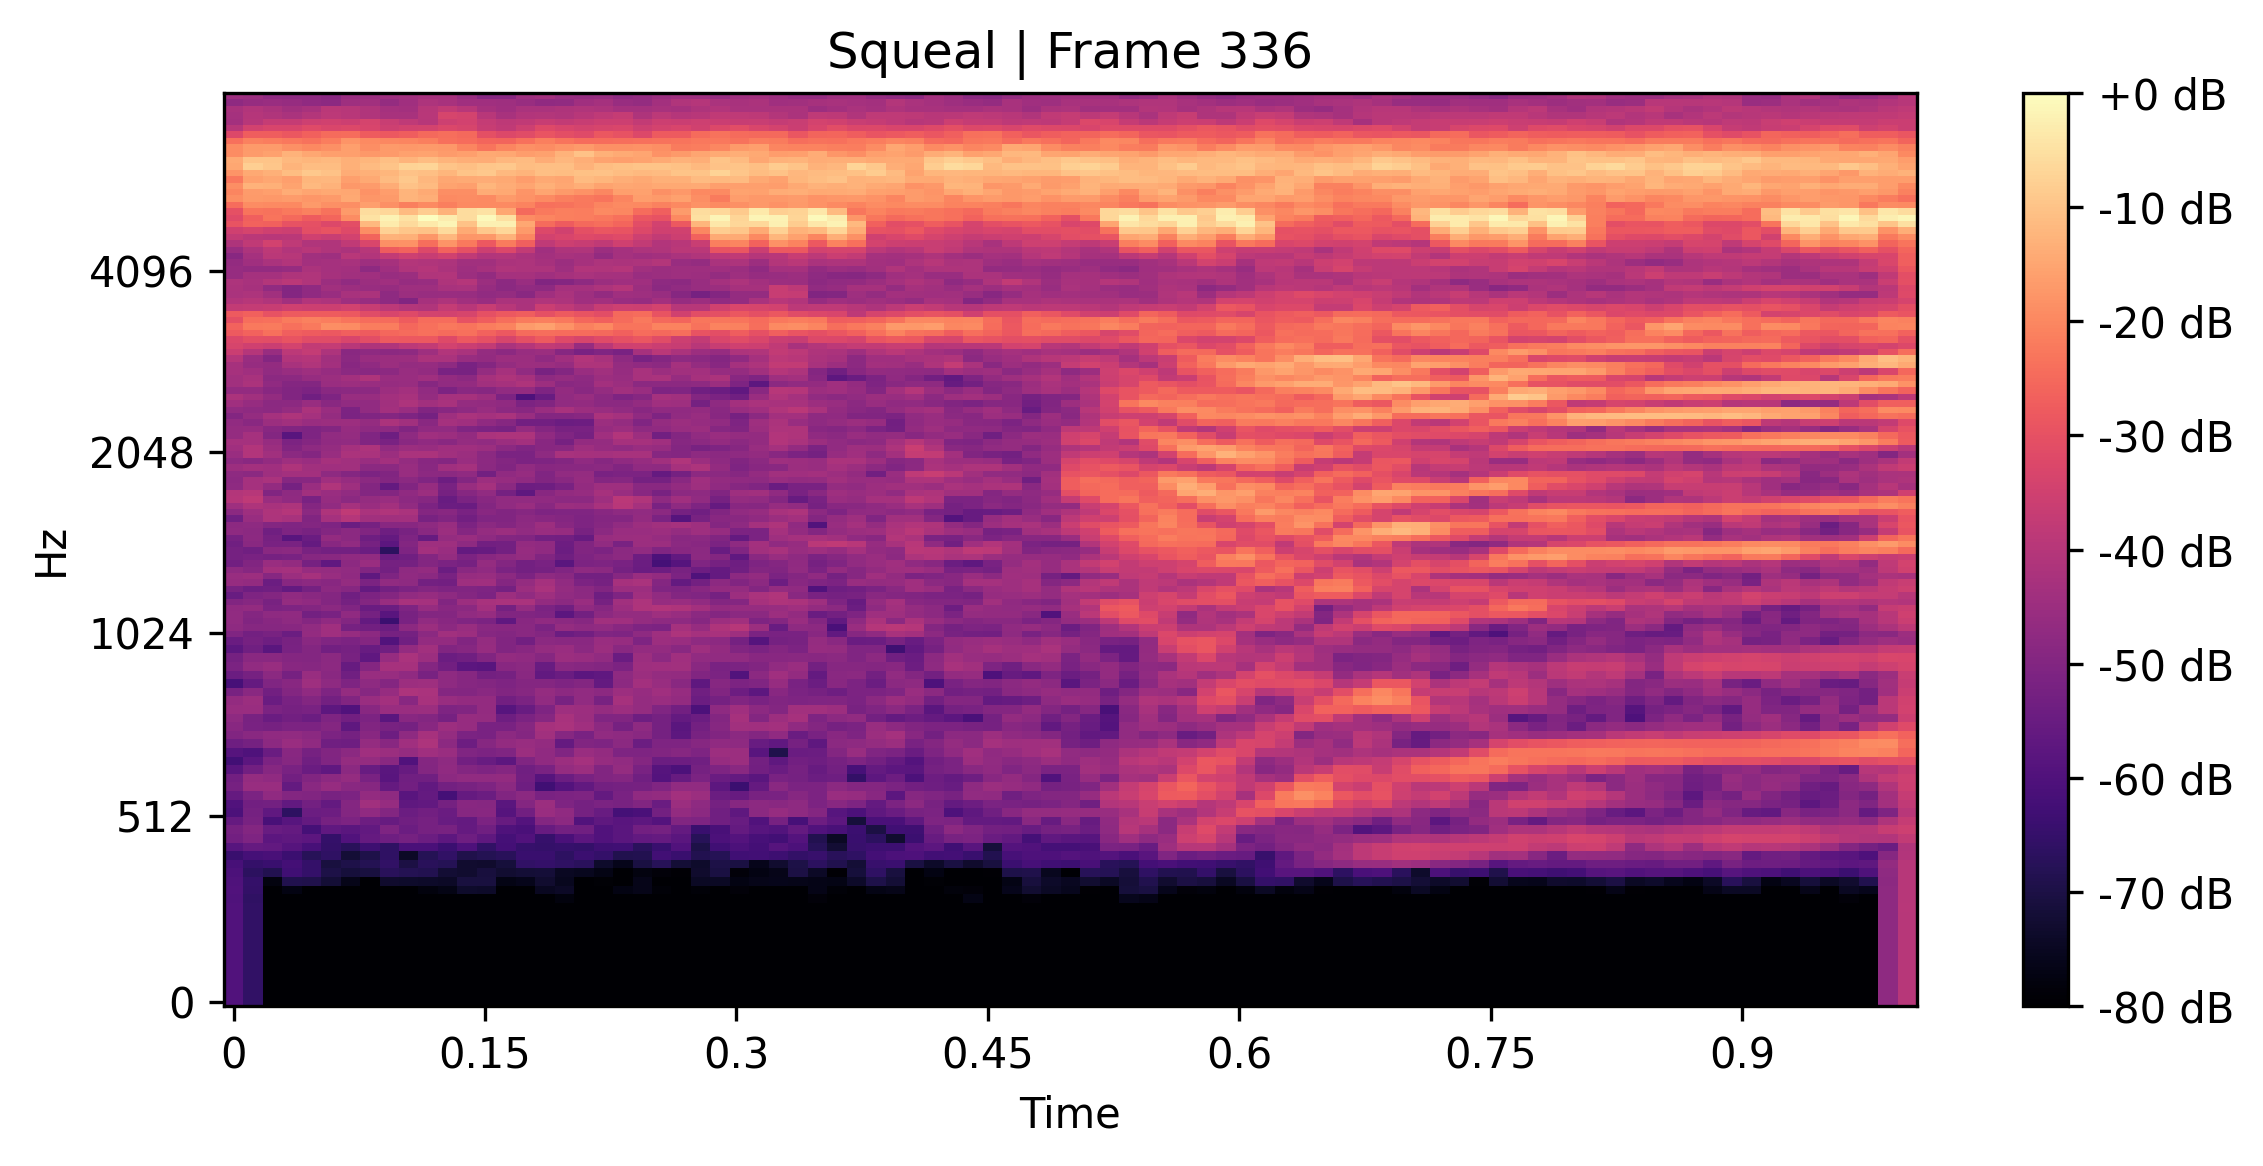 Squeal | Frame 336
+0 dB
-10 dB
-20 dB
-30 dB
-40 dB
-50 dB
-60 dB
-70 dB
-80 dB
Hz
4096
2048
1024
512
0
0 0.15 0.3 0.45 0.6 0.75 0.9
Time